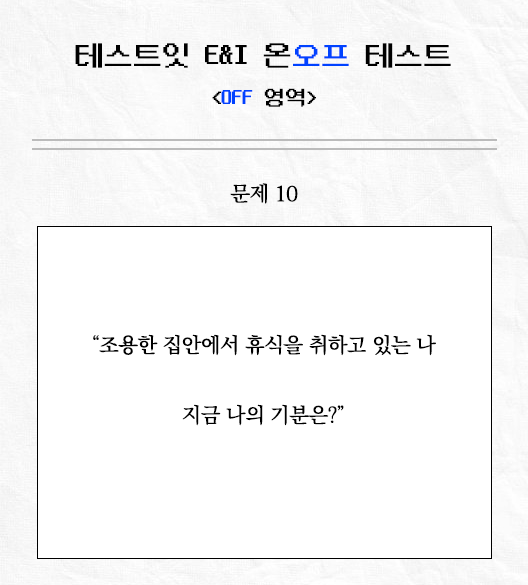 테스트잇 E&I 온오프 테스트
<OFF 영역>
문제 10
“조용한 집안에서 휴식을 취하고 있는 나
지금 나의 기분은?”